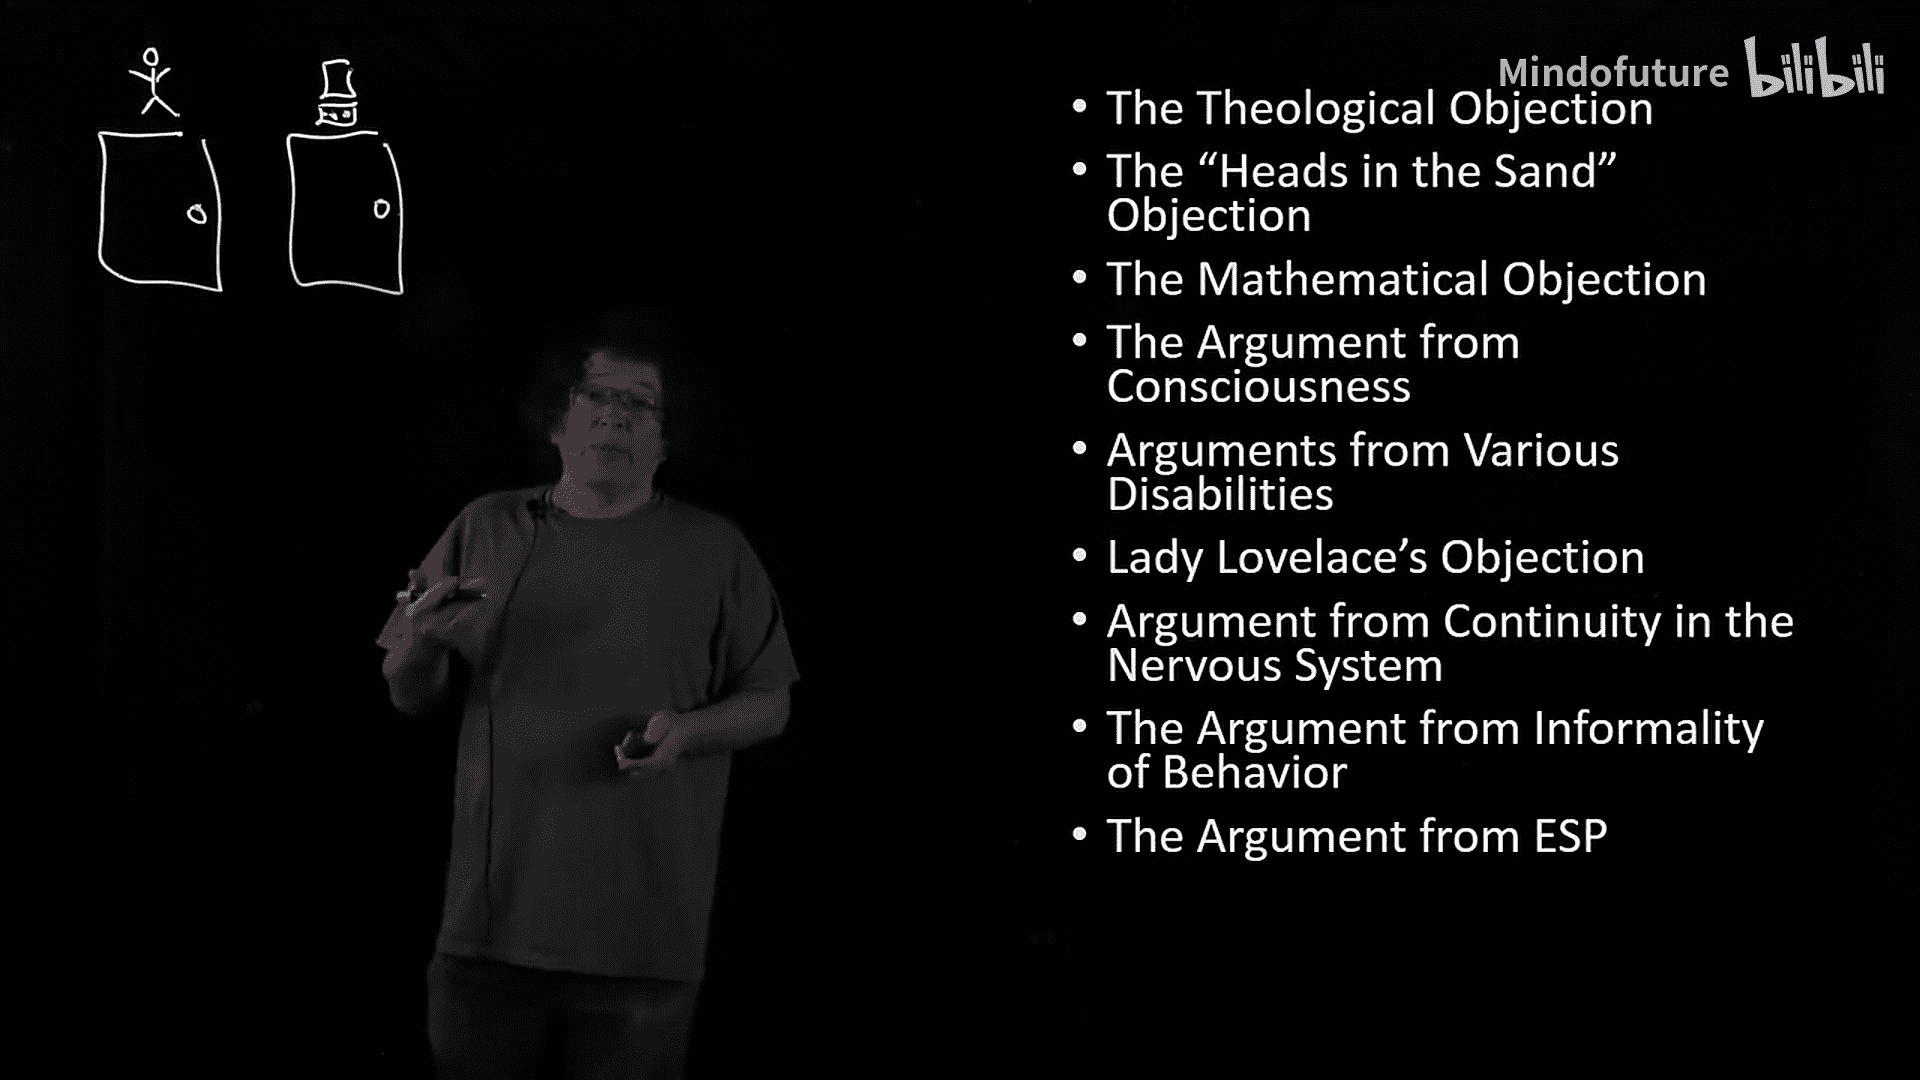 Mindofuture bilibili
• The Theological Objection
• The “Heads in the Sand”
Objection
• The Mathematical Objection
• The Argument from
Consciousness
• Arguments from Various
Disabilities
• Lady Lovelace’s Objection
• Argument from Continuity in the
Nervous System
• The Argument from Informality
of Behavior
• The Argument from ESP